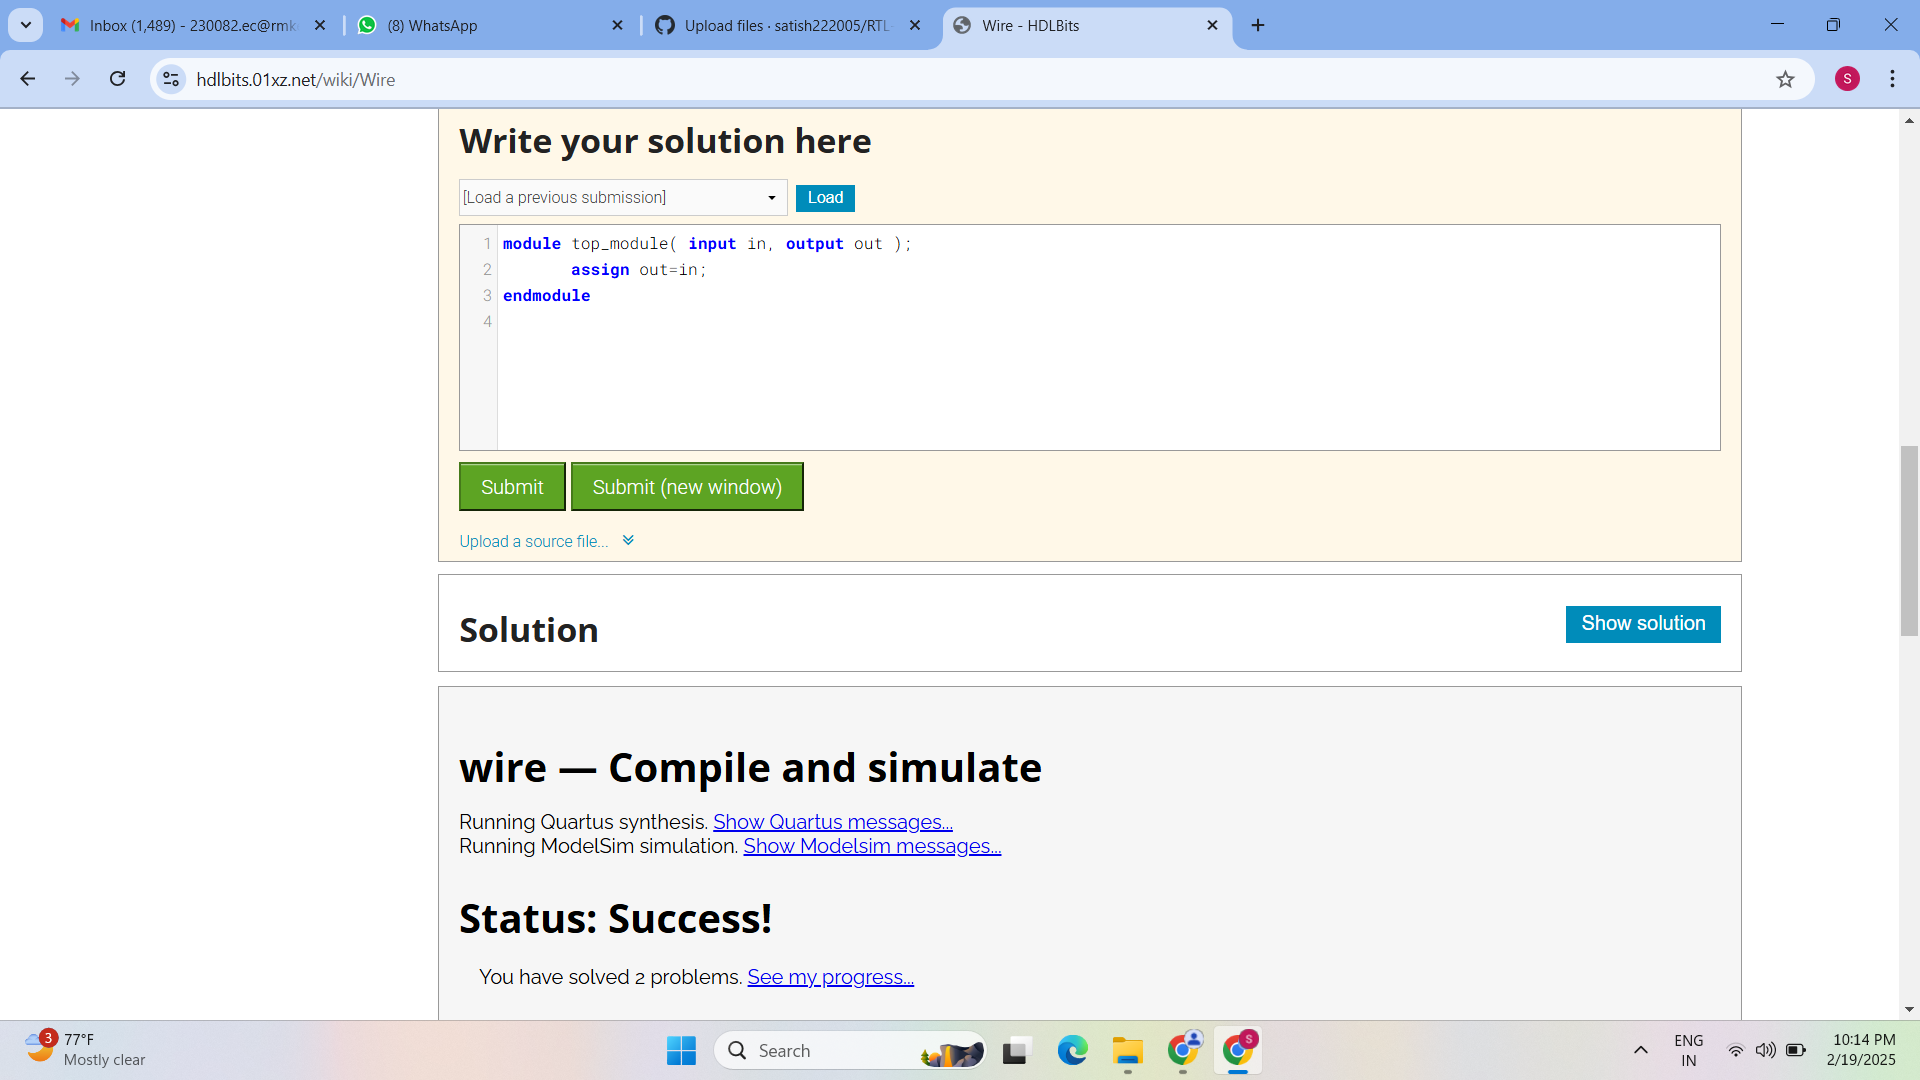 Inbox (1,489) - 230082.ec@rmk
(8) WhatsApp
Upload files · satish222005/RTL-
Wire - HDLBits
hdlbits.01xz.net/wiki/Wire
S
Write your solution here
[Load a previous submission]
Load
1 module top_module( input in, output out );
2 assign out=in;
3 endmodule
4
Submit
Submit (new window)
Upload a source file...
Solution
Show solution
wire — Compile and simulate
Running Quartus synthesis. Show Quartus messages...
Running ModelSim simulation. Show Modelsim messages...
Status: Success!
You have solved 2 problems. See my progress...
3
77°F
Mostly clear
Search
S
ENG
IN
10:14 PM
2/19/2025